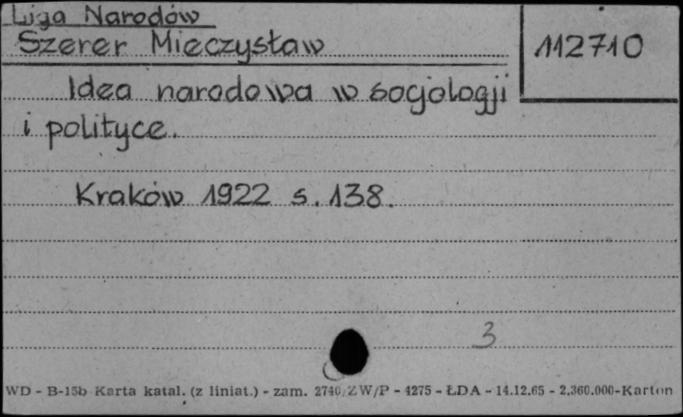 Liga Narodów
Szerer Mieczysław
112710
Idea narodowa w socjologji
i polityce.
Kraków 1922 s. 138.
3
WD - B-15b Karta katal. (z liniat.) - zam. 2740/ZW/P - 4275 - ŁDA - 14.12.65 - 2.360.000-Karton